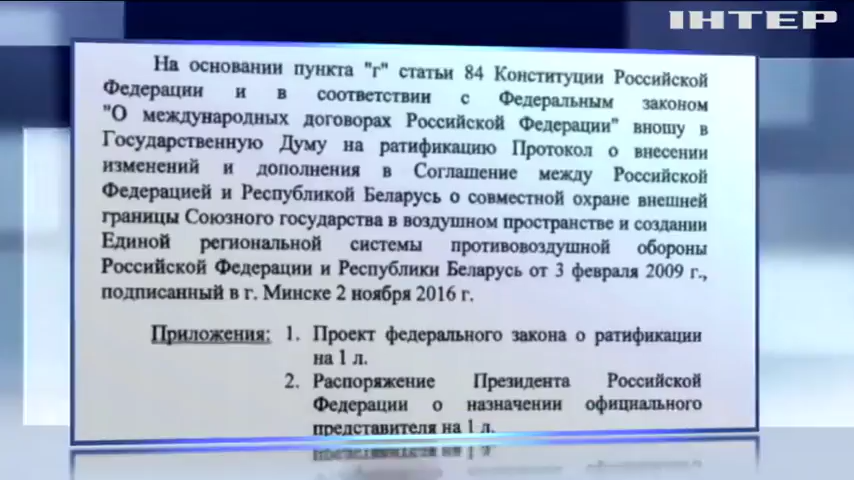 ІНТЕР
На основании пункта "г" статьи 84 Конституции Российской
Федерации и в соответствии с Федеральным законом
"О международных договорах Российской Федерации" вношу в
Государственную Думу на ратификацию Протокол о внесении
изменений и дополнения в Соглашение между Российской
Федерацией и Республикой Беларусь о совместной охране внешней
границы Союзного государства в воздушном пространстве и создании
Единой региональной системы противовоздушной обороны
Российской Федерации и Республики Беларусь от 3 февраля 2009 г.,
подписанный в г. Минске 2 ноября 2016 г.
Приложения: 1. Проект федерального закона о ратификации
на 1 л.
2. Распоряжение Президента Российской
Федерации о назначении официального
представителя на 1 л.